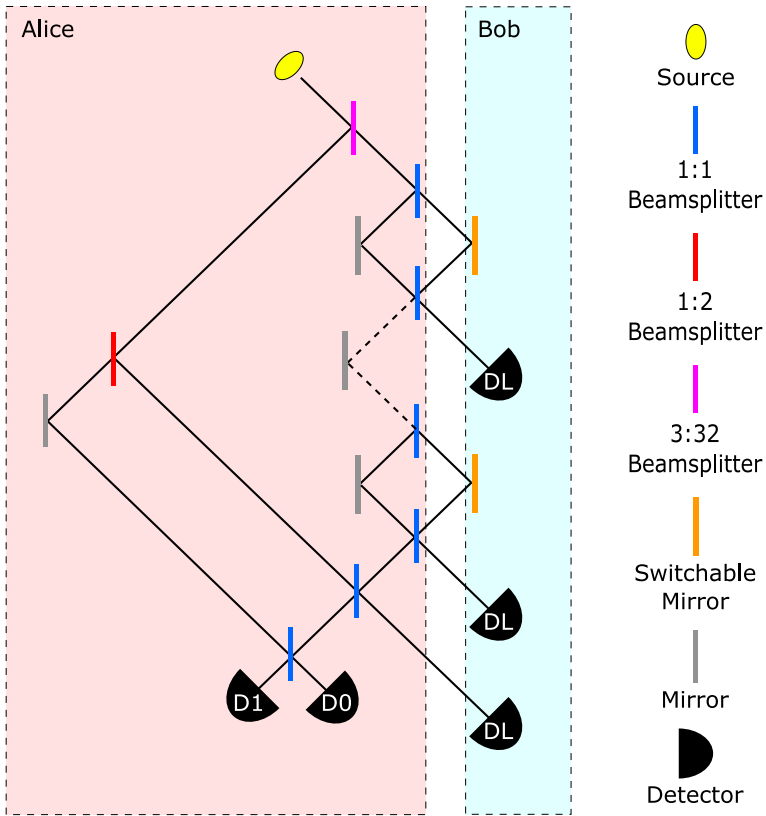 Alice
Bob
Source
1:1
Beamsplitter
1:2
Beamsplitter
3:32
Beamsplitter
Switchable
Mirror
Mirror
Detector
DL
DL
D1
D0
DL